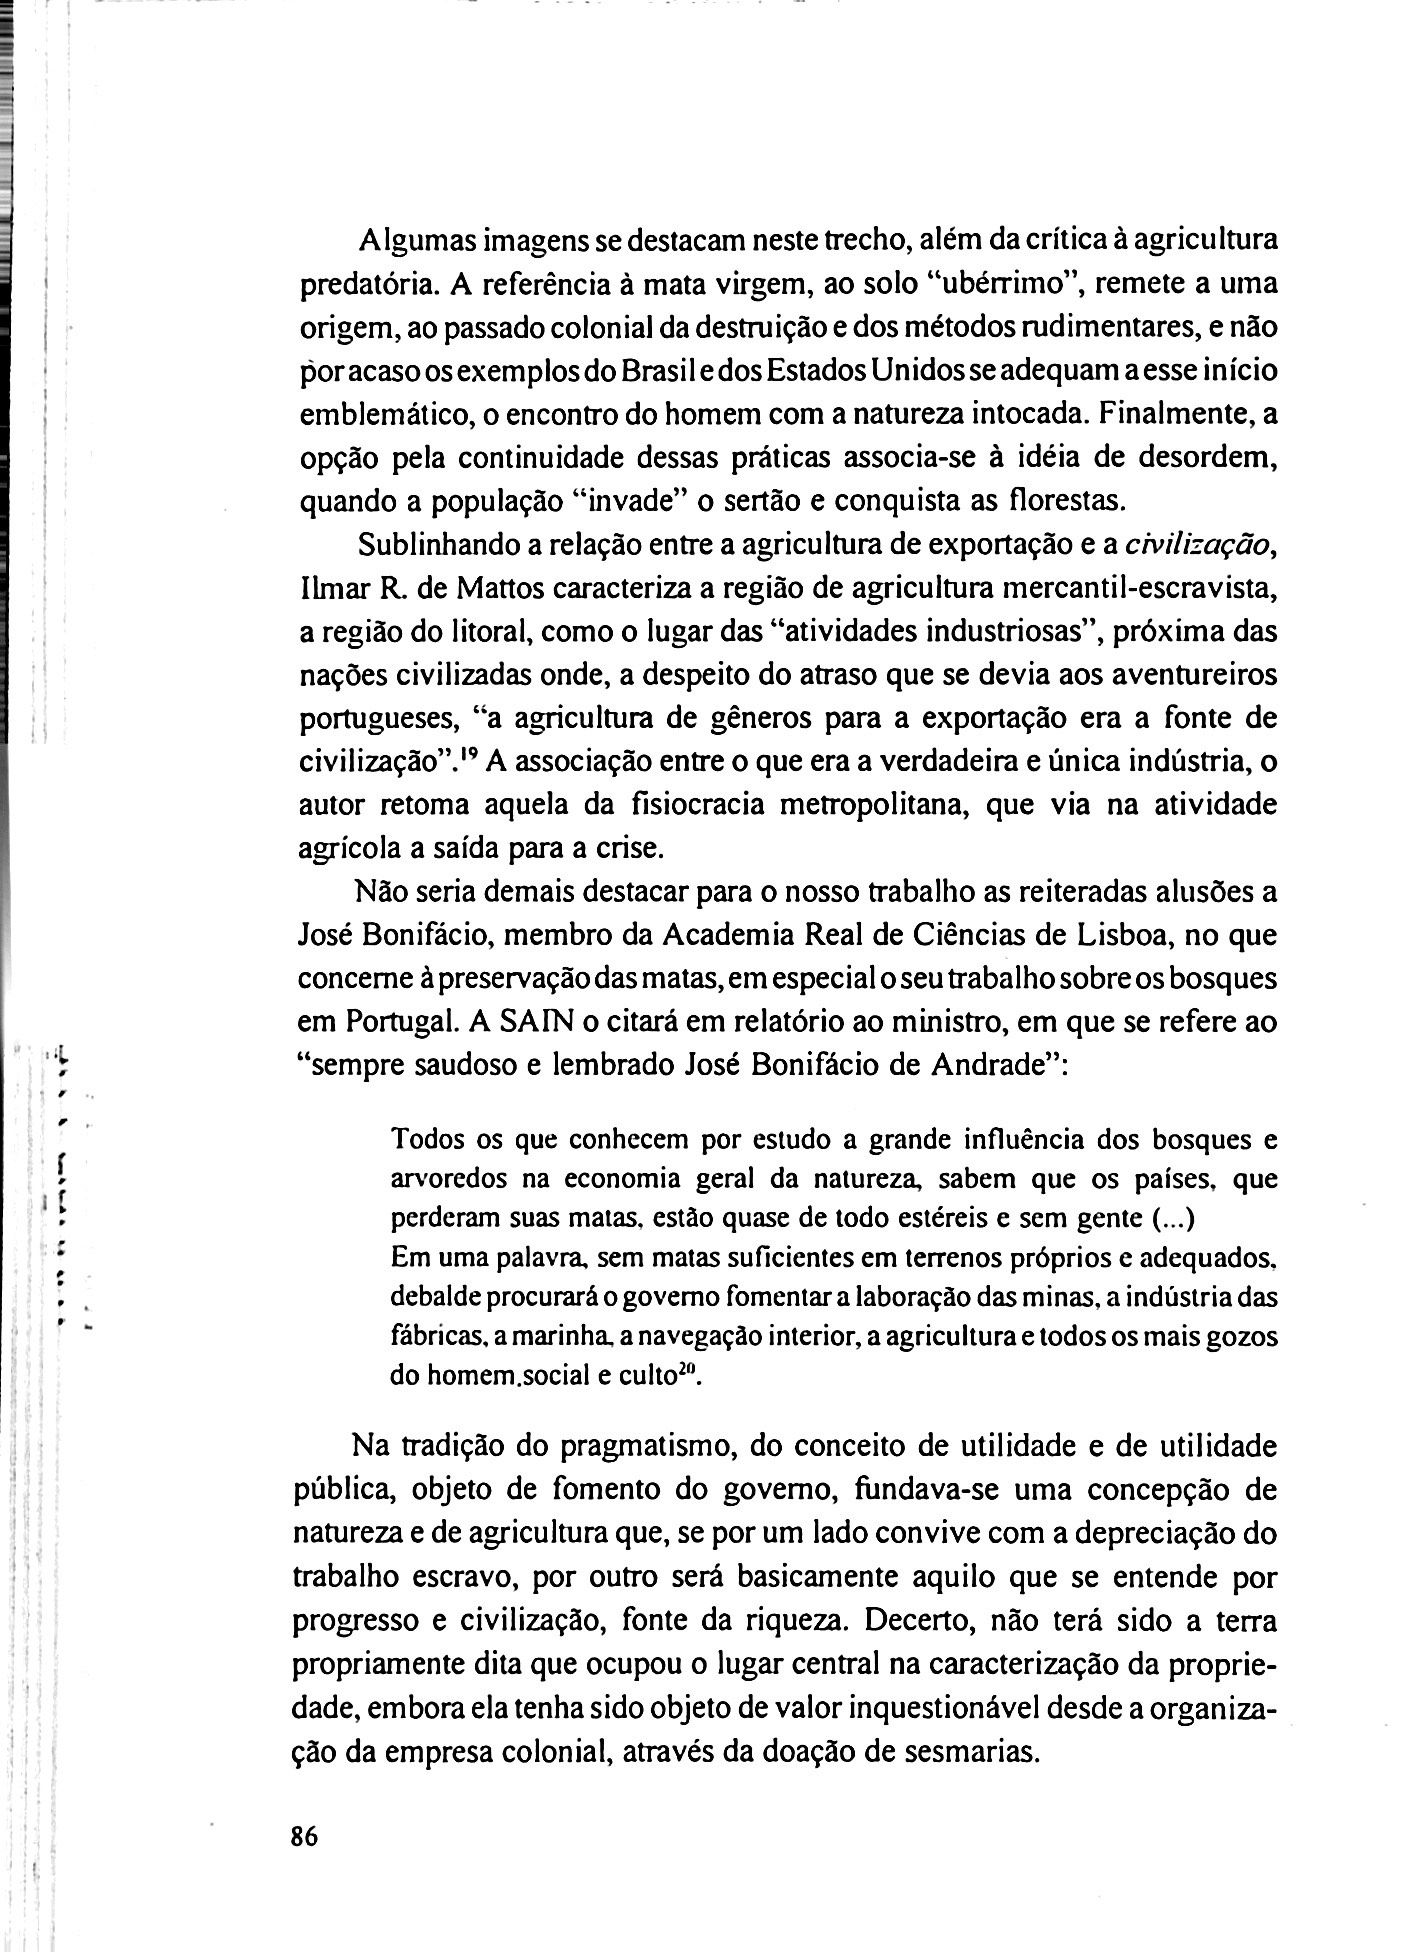 Algumas imagens se destacam neste trecho, além da crítica à agricultura
predatória. A referência à mata virgem, ao solo “ubérrimo”, remete a uma
origem, ao passado colonial da destruição e dos métodos rudimentares, e não
por acaso os exemplos do Brasil e dos Estados Unidos se adequam a esse início
emblemático, o encontro do homem com a natureza intocada. Finalmente, a
opção pela continuidade dessas práticas associa-se à idéia de desordem,
quando a população “invade” o sertão e conquista as florestas.
Sublinhando a relação entre a agricultura de exportação e a civilização,
Ilmar R. de Mattos caracteriza a região de agricultura mercantil-escravista,
a região do litoral, como o lugar das “atividades industriosas”, próxima das
nações civilizadas onde, a despeito do atraso que se devia aos aventureiros
portugueses, “a agricultura de gêneros para a exportação era a fonte de
civilização”.¹⁹ A associação entre o que era a verdadeira e única indústria, o
autor retoma aquela da fisiocracia metropolitana, que via na atividade
agrícola a saída para a crise.
Não seria demais destacar para o nosso trabalho as reiteradas alusões a
José Bonifácio, membro da Academia Real de Ciências de Lisboa, no que
concerne à preservação das matas, em especial o seu trabalho sobre os bosques
em Portugal. A SAIN o citará em relatório ao ministro, em que se refere ao
“sempre saudoso e lembrado José Bonifácio de Andrade”:
Todos os que conhecem por estudo a grande influência dos bosques e
arvoredos na economia geral da natureza, sabem que os países, que
perderam suas matas, estão quase de todo estéreis e sem gente (...)
Em uma palavra, sem matas suficientes em terrenos próprios e adequados,
debalde procurará o governo fomentar a laboração das minas, a indústria das
fábricas, a marinha, a navegação interior, a agricultura e todos os mais gozos
do homem.social e culto²⁰.
Na tradição do pragmatismo, do conceito de utilidade e de utilidade
pública, objeto de fomento do governo, fundava-se uma concepção de
natureza e de agricultura que, se por um lado convive com a depreciação do
trabalho escravo, por outro será basicamente aquilo que se entende por
progresso e civilização, fonte da riqueza. Decerto, não terá sido a terra
propriamente dita que ocupou o lugar central na caracterização da proprie-
dade, embora ela tenha sido objeto de valor inquestionável desde a organiza-
ção da empresa colonial, através da doação de sesmarias.
86